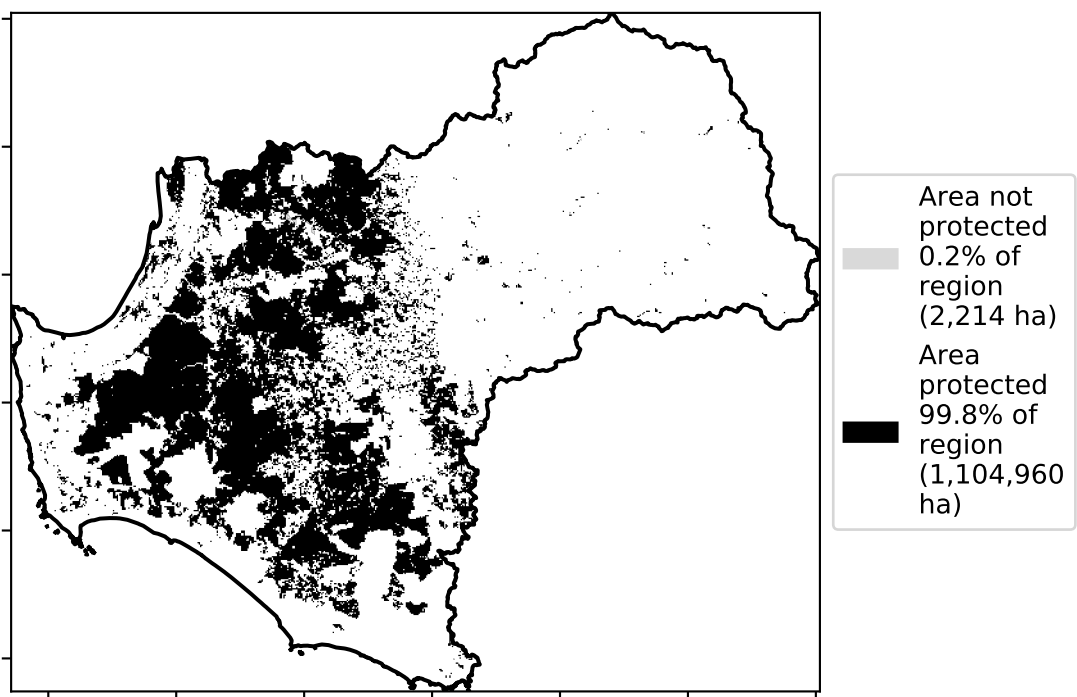 Area not
protected
0.2% of
region
(2,214 ha)
Area
protected
99.8% of
region
(1,104,960
ha)